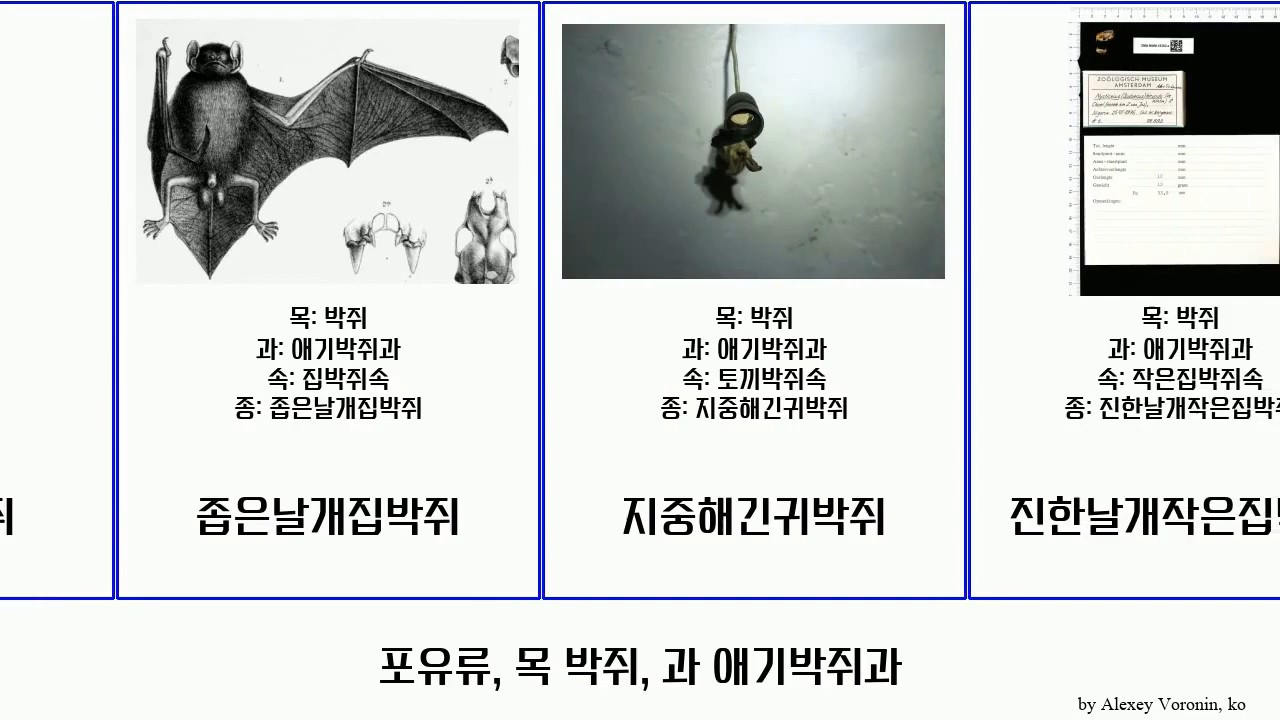 목: 박쥐
과: 애기박쥐과
속: 집박쥐속
종: 좁은날개집박쥐
좁은날개집박쥐
목: 박쥐
과: 애기박쥐과
속: 토끼박쥐속
종: 지중해긴귀박쥐
지중해긴귀박쥐
ZOÖLOGISCH MUSEUM
AMSTERDAM
목: 박쥐
과: 애기박쥐과
속: 작은집박쥐속
종: 진한날개작은집박
진한날개작은집
포유류, 목 박쥐, 과 애기박쥐과
by Alexey Voronin, ko